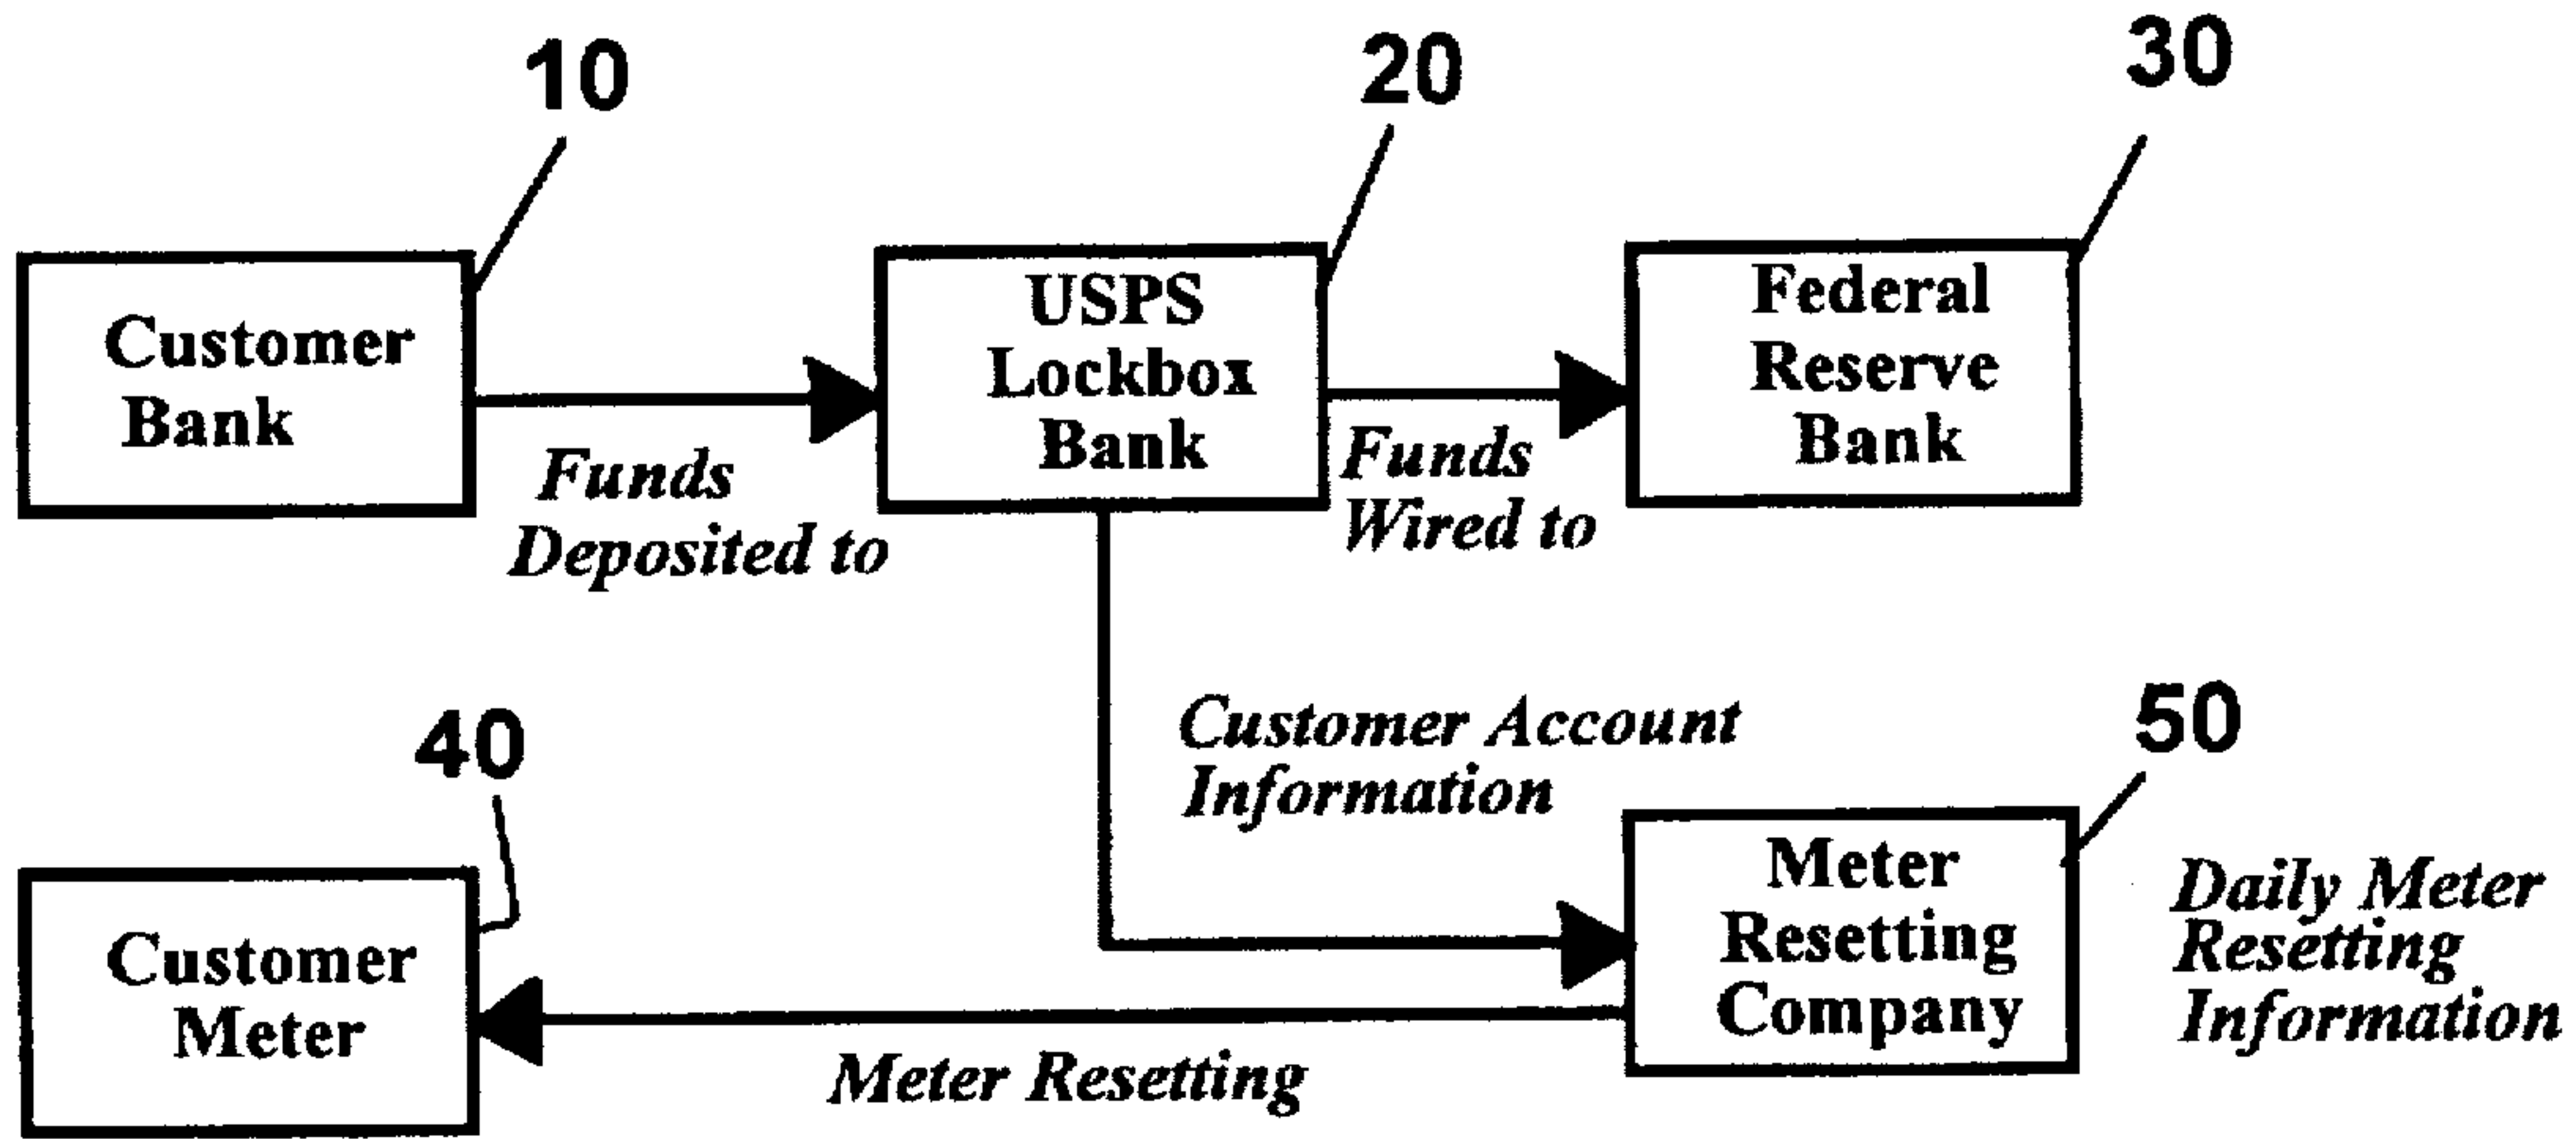 10
20
30
Customer
Bank
USPS
Lockbox
Bank
Federal
Reserve
Bank
Funds
Deposited to
Funds
Wired to
Customer Account
Information
40
50
Customer
Meter
Meter
Resetting
Company
Daily Meter
Resetting
Information
Meter Resetting